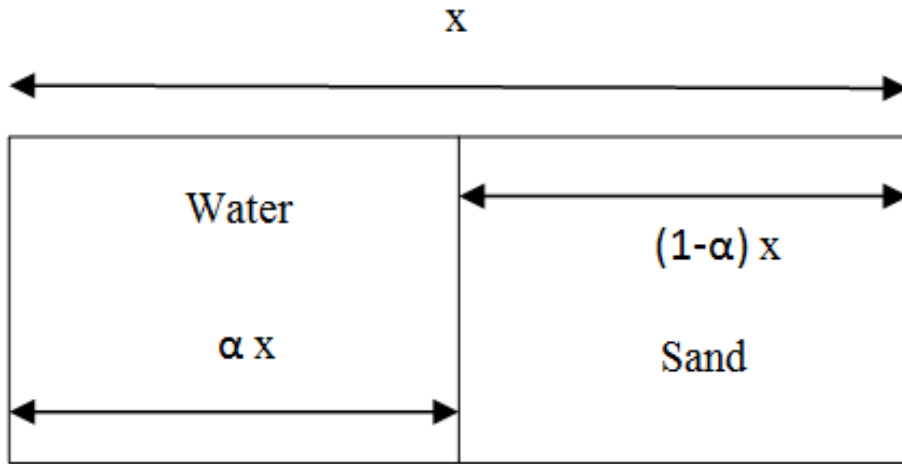 x
Water
(1-α) x
α x
Sand